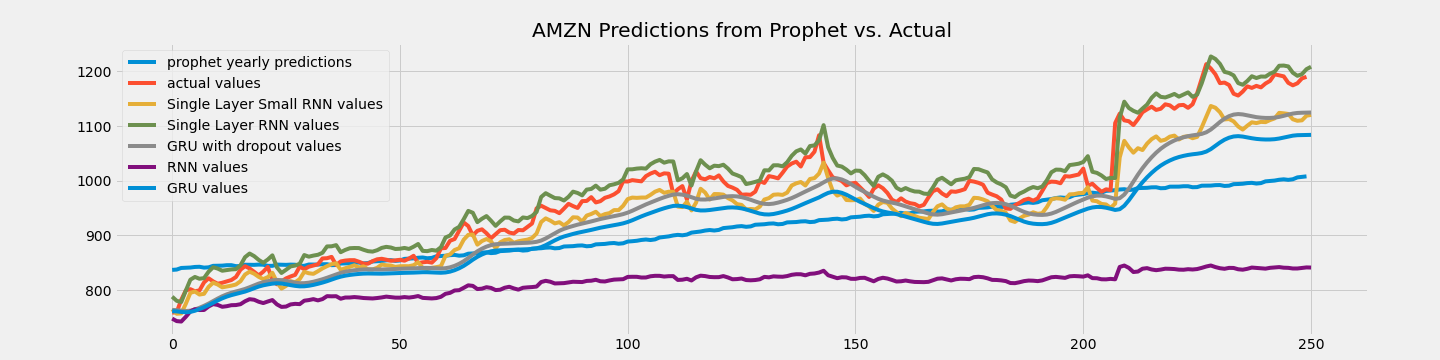 AMZN Predictions from Prophet vs. Actual
prophet yearly predictions
actual values
Single Layer Small RNN values
Single Layer RNN values
GRU with dropout values
RNN values
GRU values
1200
1100
1000
900
800
0 50 100 150 200 250